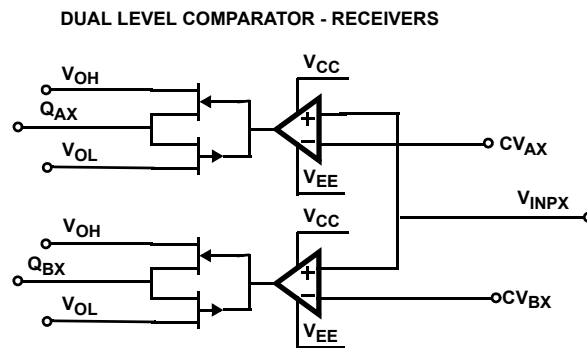 DUAL LEVEL COMPARATOR - RECEIVERS
VOH
VCC
QAX
+
−
CVAX
VOL
VEE
VINPX
VOH
VCC
QBX
+
−
CVBX
VOL
VEE